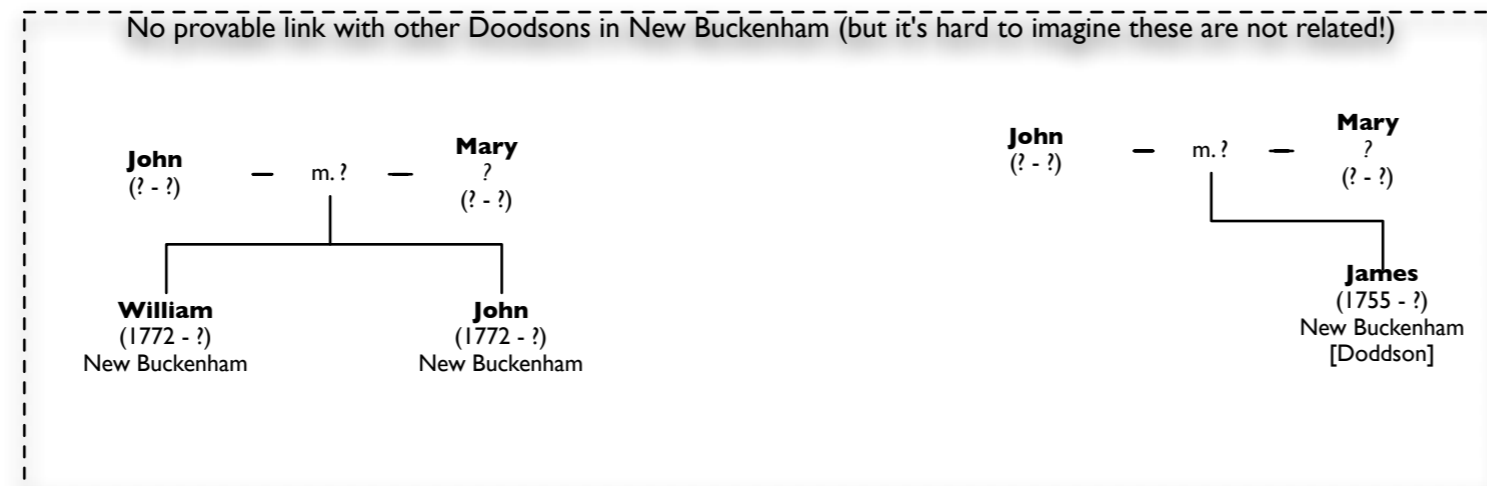 No provable link with other Doodsons in New Buckenham (but it's hard to imagine these are not related!)
John
(? - ?)
m. ?
Mary
?
(? - ?)
William
(1772 - ?)
New Buckenham
John
(1772 - ?)
New Buckenham
John
(? - ?)
m. ?
Mary
?
(? - ?)
James
(1755 - ?)
New Buckenham
[Doddson]